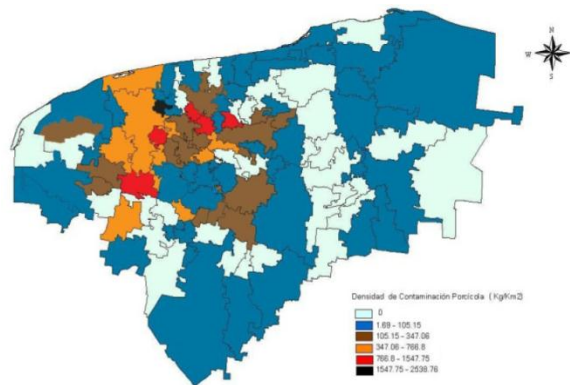 N
W
E
S
Densidad de Contaminación Porcícola ( Kg/Km2)
0
1.69 - 105.15
105.15 - 347.06
347.06 - 766.8
766.8 - 1547.75
1547.75 - 2538.76